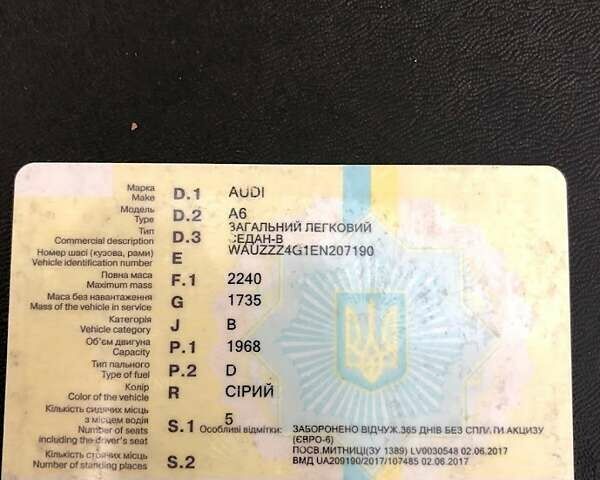 Марка
Make D.1 AUDI
Модель
Type D.2 A6
Тип
Commercial description D.3 ЗАГАЛЬНИЙ ЛЕГКОВИЙ
СЕДАН-B
Номер шасі (кузова, рами)
Vehicle identification number E WAUZZZ4G1EN207190
Повна маса
Maximum mass F.1 2240
Маса без навантаження
Mass of the vehicle in service G 1735
Категорія
Vehicle category J B
Об'єм двигуна
Capacity P.1 1968
Тип пального
Type of fuel P.2 D
Колір
Color of the vehicle R СІРИЙ
Кількість сидячих місць
з місцем водія
Number of seats
including the driver's seat S.1 5
Особливі відмітки: ЗАБОРОНЕНО ВІДЧУЖ.365 ДНІВ БЕЗ СПЛАТИ АКЦИЗУ
(ЄВРО-6)
ПОСВ.МИТНИЦІ(ЗУ 1389) LV0030548 02.06.2017
ВМД UA209190/2017/107485 02.06.2017
Кількість стоячих місць
Number of standing places S.2